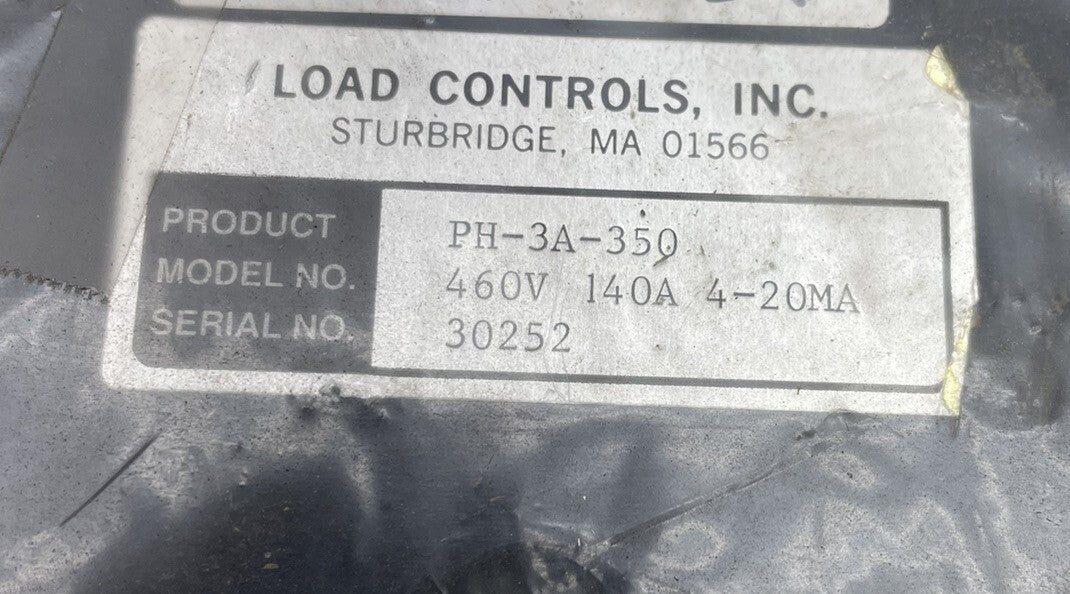 LOAD CONTROLS, INC.
STURBRIDGE, MA 01566
PRODUCT PH-3A-350
MODEL NO. 460V 140A 4-20MA
SERIAL NO. 30252